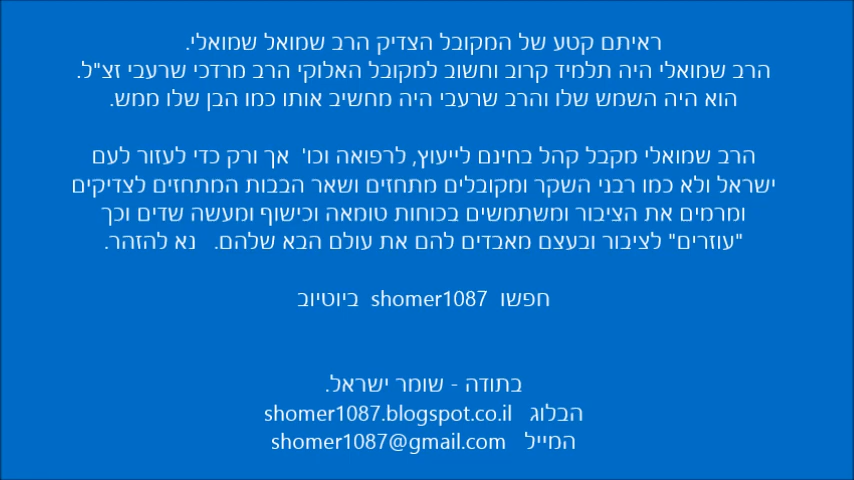 ראיתם קטע של המקובל הצדיק הרב שמואל שמואלי.
הרב שמואלי היה תלמיד קרוב וחשוב למקובל האלוקי הרב מרדכי שרעבי זצ"ל.
הוא היה השמש שלו והרב שרעבי היה מחשיב אותו כמו הבן שלו ממש.
הרב שמואלי מקבל קהל בחינם לייעוץ, לרפואה וכו' אך ורק כדי לעזור לעם
ישראל ולא כמו רבני השקר ומקובלים מתחזים ושאר הבבות המתחזים לצדיקים
ומרמים את הציבור ומשתמשים בכוחות טומאה וכישוף ומעשה שדים וכך
"עוזרים" לציבור ובעצם מאבדים להם את עולם הבא שלהם. נא להזהר.
חפשו shomer1087 ביוטיוב
בתודה - שומר ישראל.
הבלוג shomer1087.blogspot.co.il
המייל shomer1087@gmail.com